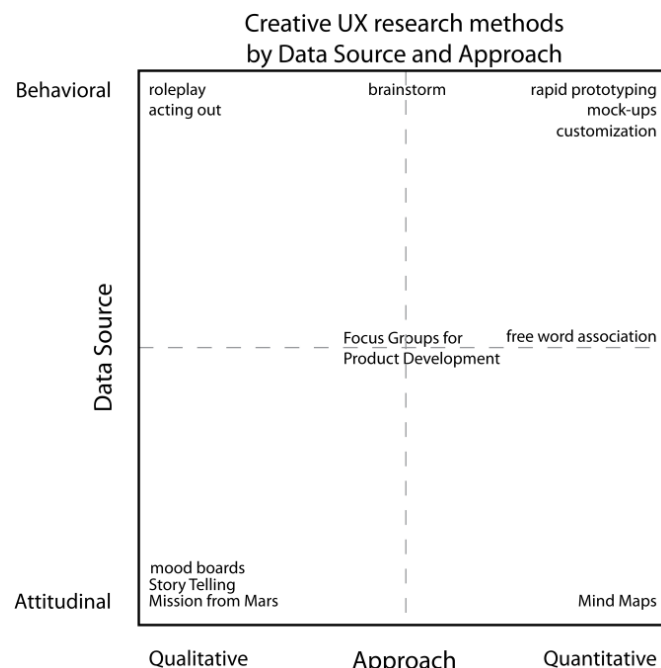 Creative UX research methods
by Data Source and Approach
Behavioral
roleplay
acting out
brainstorm
rapid prototyping
mock-ups
customization
Data Source
Focus Groups for
Product Development
free word association
mood boards
Story Telling
Mission from Mars
Attitudinal
Mind Maps
Qualitative
Approach
Quantitative